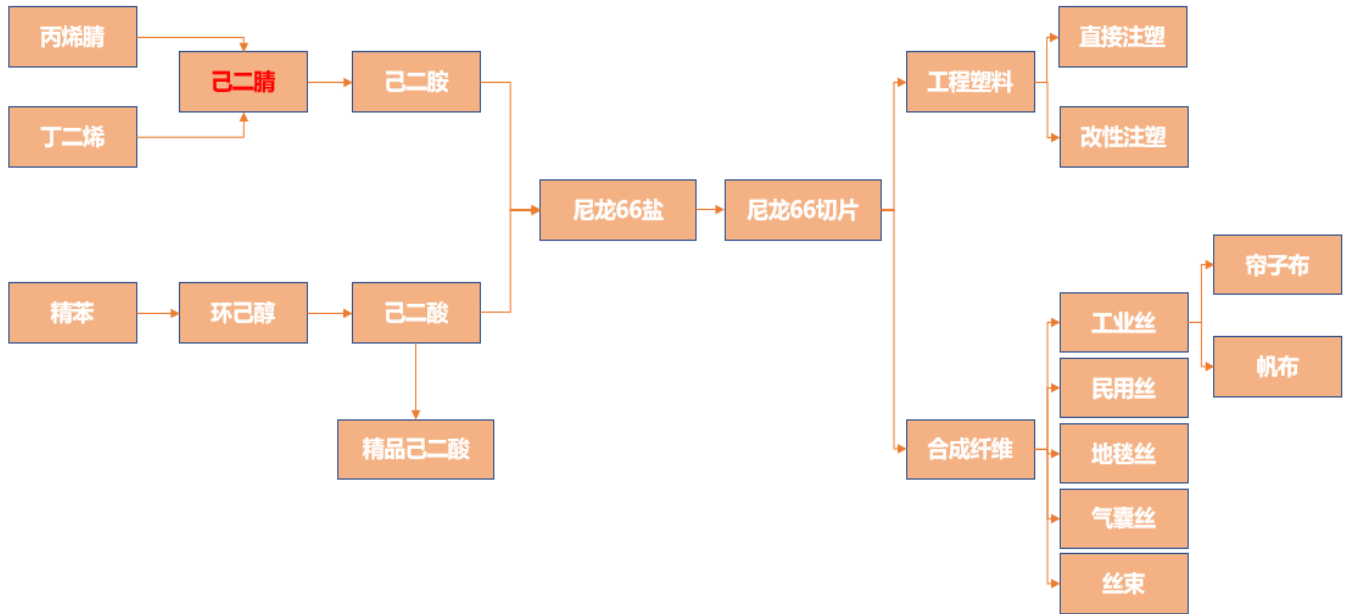 丙烯腈
丁二烯
己二腈
己二胺
精苯
环己醇
己二酸
精品己二酸
尼龙66盐
尼龙66切片
工程塑料
直接注塑
改性注塑
合成纤维
工业丝
民用丝
地毯丝
气囊丝
丝束
帘子布
帆布